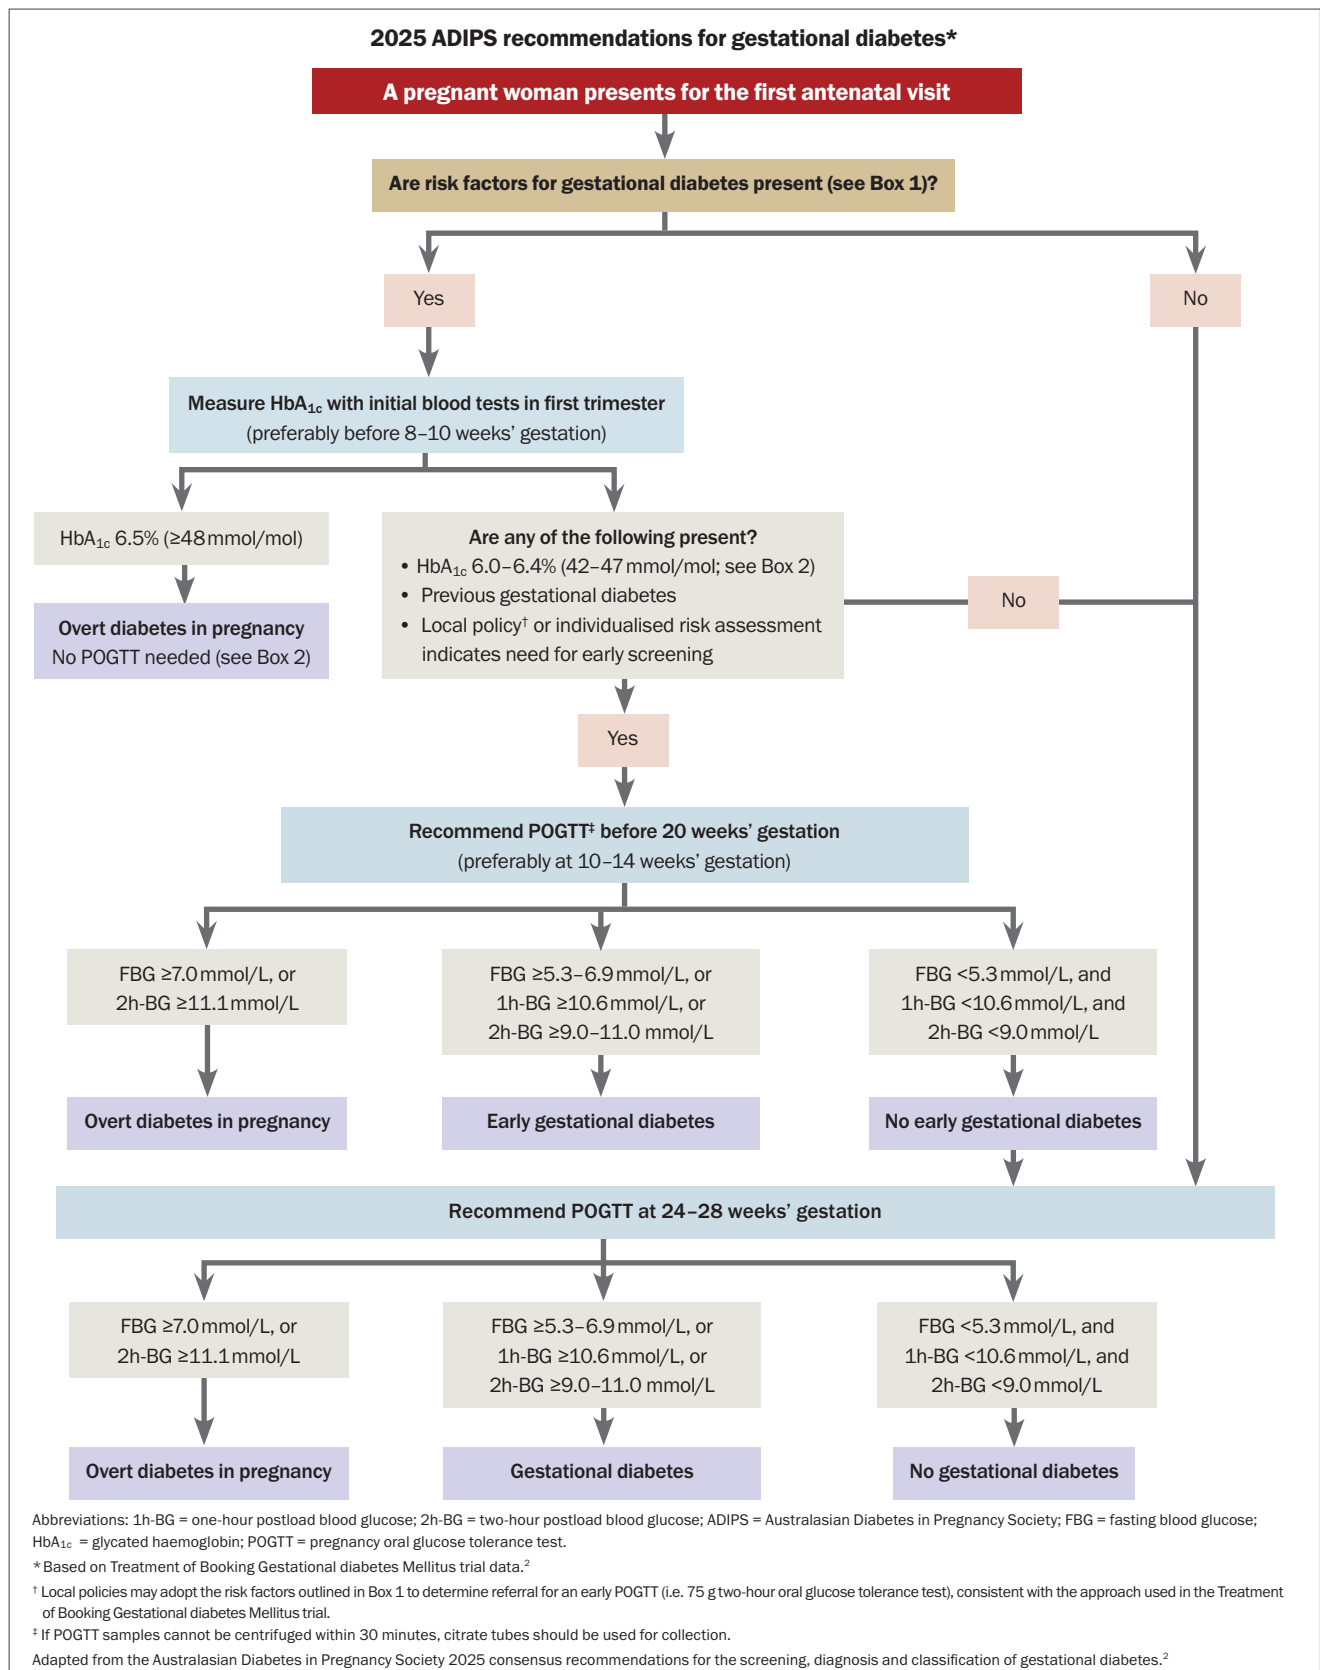 2025 ADIPS recommendations for gestational diabetes*
A pregnant woman presents for the first antenatal visit
Are risk factors for gestational diabetes present (see Box 1)?
Yes
No
Measure HbA1c with initial blood tests in first trimester
(preferably before 8–10 weeks' gestation)
HbA1c 6.5% (≥48 mmol/mol)
Overt diabetes in pregnancy
No POGTT needed (see Box 2)
Are any of the following present?
• HbA1c 6.0–6.4% (42–47 mmol/mol; see Box 2)
• Previous gestational diabetes
• Local policy† or individualised risk assessment
indicates need for early screening
No
Yes
Recommend POGTT‡ before 20 weeks' gestation
(preferably at 10–14 weeks' gestation)
FBG ≥7.0 mmol/L, or
2h-BG ≥11.1 mmol/L
FBG ≥5.3–6.9 mmol/L, or
1h-BG ≥10.6 mmol/L, or
2h-BG ≥9.0–11.0 mmol/L
FBG <5.3 mmol/L, and
1h-BG <10.6 mmol/L, and
2h-BG <9.0 mmol/L
Overt diabetes in pregnancy
Early gestational diabetes
No early gestational diabetes
Recommend POGTT at 24–28 weeks' gestation
FBG ≥7.0 mmol/L, or
2h-BG ≥11.1 mmol/L
FBG ≥5.3–6.9 mmol/L, or
1h-BG ≥10.6 mmol/L, or
2h-BG ≥9.0–11.0 mmol/L
FBG <5.3 mmol/L, and
1h-BG <10.6 mmol/L, and
2h-BG <9.0 mmol/L
Overt diabetes in pregnancy
Gestational diabetes
No gestational diabetes
Abbreviations: 1h-BG = one-hour postload blood glucose; 2h-BG = two-hour postload blood glucose; ADIPS = Australasian Diabetes in Pregnancy Society; FBG = fasting blood glucose;
HbA1c = glycated haemoglobin; POGTT = pregnancy oral glucose tolerance test.
* Based on Treatment of Booking Gestational diabetes Mellitus trial data.2
† Local policies may adopt the risk factors outlined in Box 1 to determine referral for an early POGTT (i.e. 75 g two-hour oral glucose tolerance test), consistent with the approach used in the Treatment
of Booking Gestational diabetes Mellitus trial.
‡ If POGTT samples cannot be centrifuged within 30 minutes, citrate tubes should be used for collection.
Adapted from the Australasian Diabetes in Pregnancy Society 2025 consensus recommendations for the screening, diagnosis and classification of gestational diabetes.2